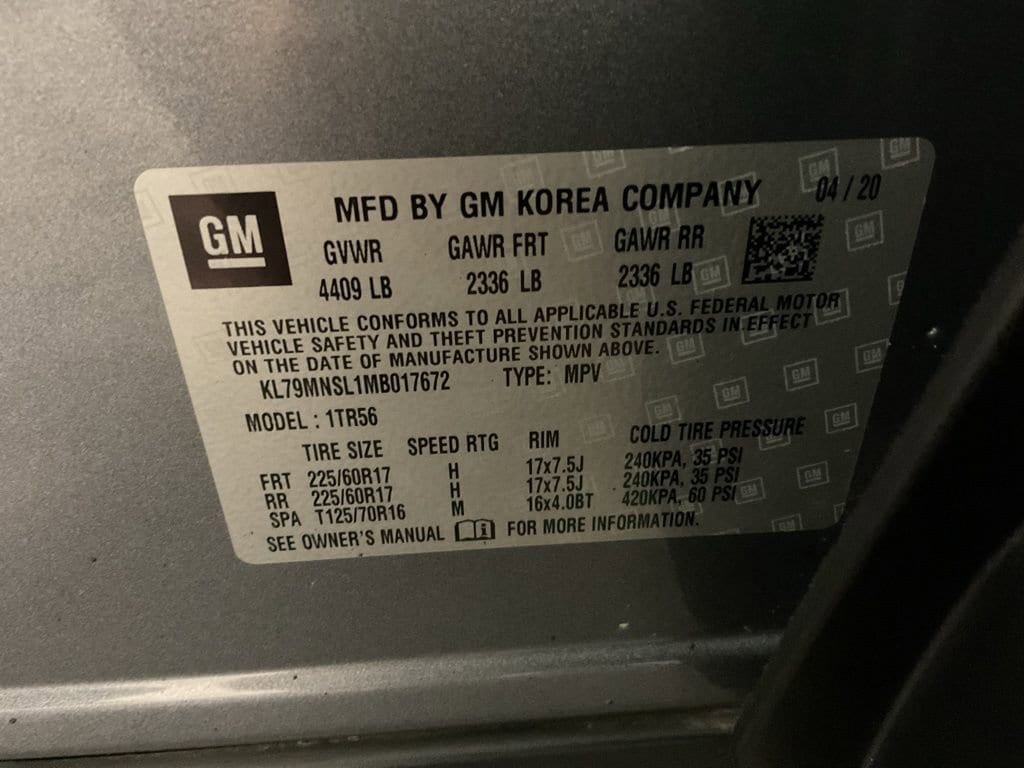 GM
MFD BY GM KOREA COMPANY 04/20
GVWR GAWR FRT GAWR RR
4409 LB 2336 LB 2336 LB
THIS VEHICLE CONFORMS TO ALL APPLICABLE U.S. FEDERAL MOTOR
VEHICLE SAFETY AND THEFT PREVENTION STANDARDS IN EFFECT
ON THE DATE OF MANUFACTURE SHOWN ABOVE.
KL79MNSL1MB017672 TYPE: MPV
MODEL : 1TR56
TIRE SIZE SPEED RTG RIM COLD TIRE PRESSURE
FRT 225/60R17 H 17x7.5J 240KPA, 35 PSI
RR 225/60R17 H 17x7.5J 240KPA, 35 PSI
SPA T125/70R16 M 16x4.0BT 420KPA, 60 PSI
SEE OWNER'S MANUAL FOR MORE INFORMATION.